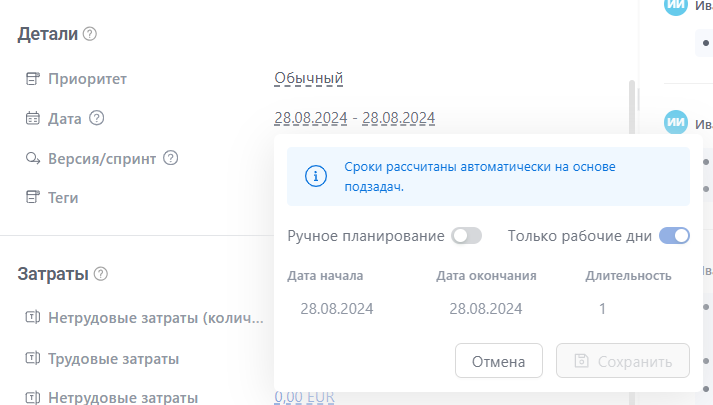 ИИ Ива
Детали
Приоритет Обычный
ИИ Ива
Дата 28.08.2024 - 28.08.2024
Сроки рассчитаны автоматически на основе
подзадач.
Версия/спринт
Теги
Ручное планирование Только рабочие дни
Затраты
Дата начала Дата окончания Длительность
Нетрудовые затраты (колич...
28.08.2024 28.08.2024 1
Трудовые затраты
Отмена Сохранить
Нетрудовые затраты 0,00 EUR